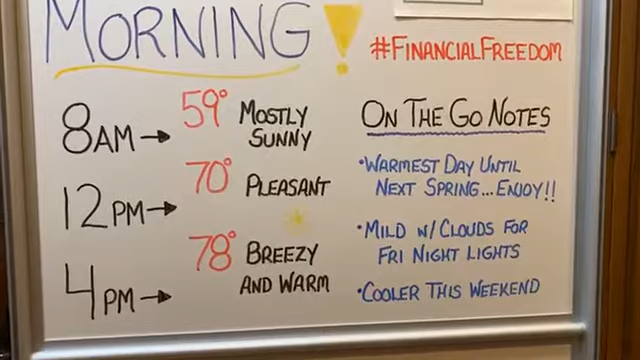 MORNING!
#FINANCIALFREEDOM
8AM → 59° MOSTLY
SUNNY
12PM → 70° PLEASANT
4PM → 78° BREEZY
AND WARM
ON THE GO NOTES
•WARMEST DAY UNTIL
NEXT SPRING...ENJOY!!
•MILD W/ CLOUDS FOR
FRI NIGHT LIGHTS
•COOLER THIS WEEKEND